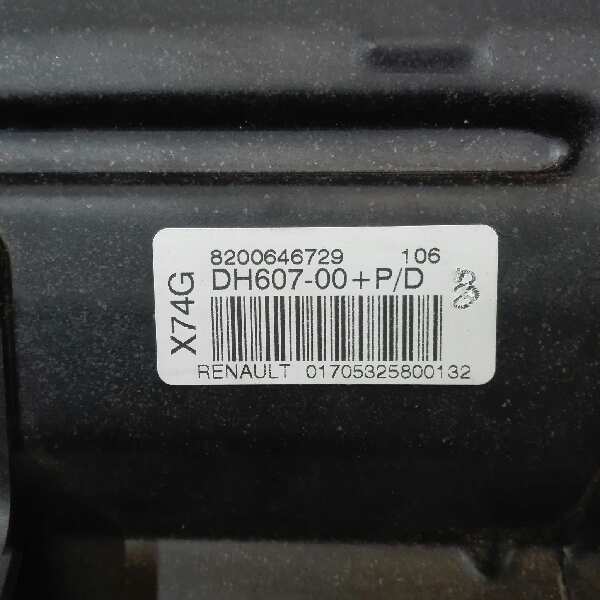 8200646729 106
DH607-00+P/D
X74G
RENAULT 01705325800132